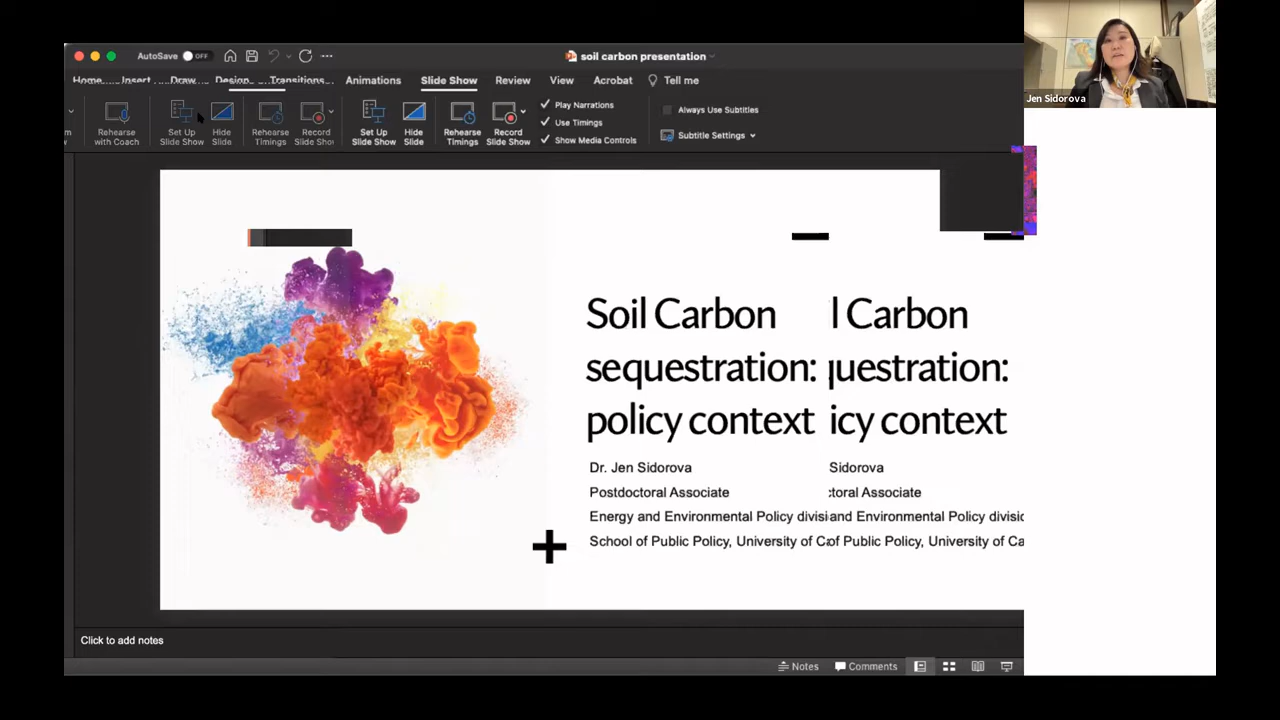 AutoSave OFF
soil carbon presentation
Home Insert Draw Design Transitions Animations Slide Show Review View Acrobat Tell me
Rehearse with Coach
Set Up Slide Show
Hide Slide
Rehearse Timings
Record Slide Show
Set Up Slide Show
Hide Slide
Rehearse Timings
Record Slide Show
Play Narrations
Use Timings
Show Media Controls
Always Use Subtitles
Subtitle Settings
Jen Sidorova
Soil Carbon l Carbon
sequestration: questration:
policy context icy context
Dr. Jen Sidorova Sidorova
Postdoctoral Associate toral Associate
Energy and Environmental Policy divisi and Environmental Policy divisio
School of Public Policy, University of Ca of Public Policy, University of Ca
Click to add notes
Notes Comments